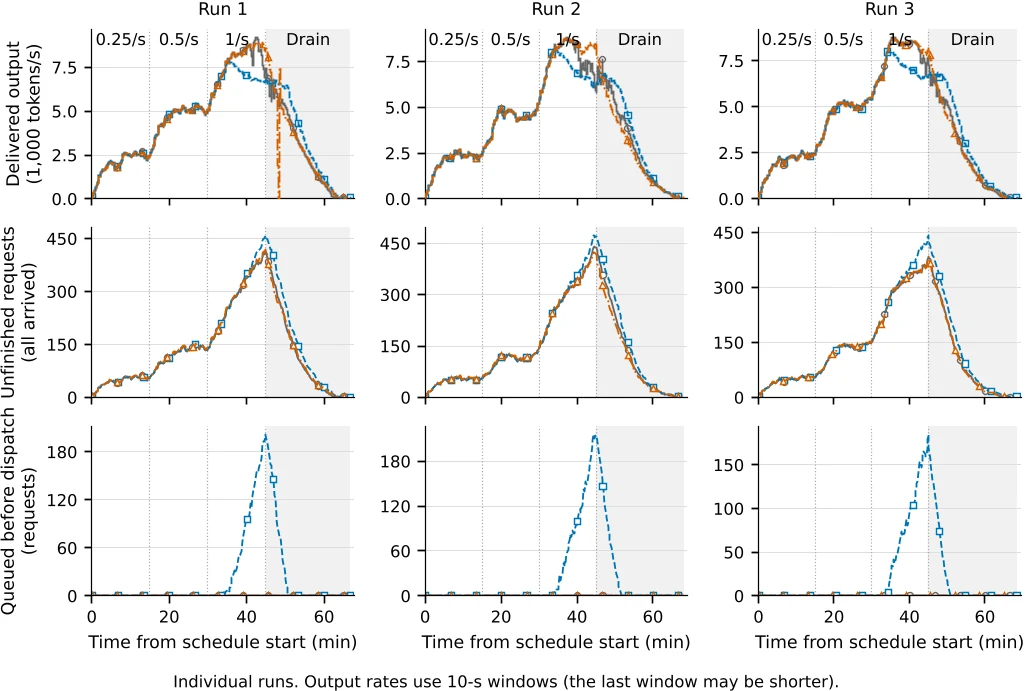 Run 1
Run 2
Run 3
Delivered output
(1,000 tokens/s)
0.25/s 0.5/s 1/s Drain
0.25/s 0.5/s 1/s Drain
0.25/s 0.5/s 1/s Drain
7.5
5.0
2.5
0.0
7.5
5.0
2.5
0.0
7.5
5.0
2.5
0.0
Unfinished requests
(all arrived)
450
300
150
0
450
300
150
0
450
300
150
0
Queued before dispatch
(requests)
180
120
60
0
180
120
60
0
150
100
50
0
0 20 40 60
0 20 40 60
0 20 40 60
Time from schedule start (min)
Time from schedule start (min)
Time from schedule start (min)
Individual runs. Output rates use 10-s windows (the last window may be shorter).